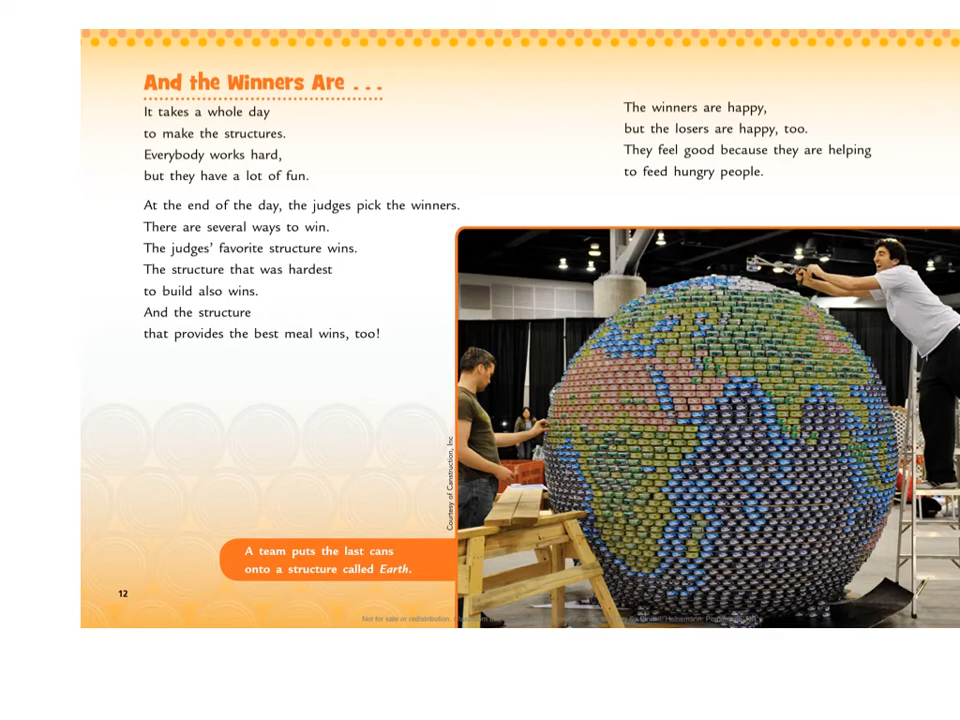 And the Winners Are . . .
It takes a whole day
to make the structures.
Everybody works hard,
but they have a lot of fun.
At the end of the day, the judges pick the winners.
There are several ways to win.
The judges’ favorite structure wins.
The structure that was hardest
to build also wins.
And the structure
that provides the best meal wins, too!
The winners are happy,
but the losers are happy, too.
They feel good because they are helping
to feed hungry people.
Courtesy of Canstruction, Inc
A team puts the last cans
onto a structure called Earth.
12
Not for sale or redistribution.